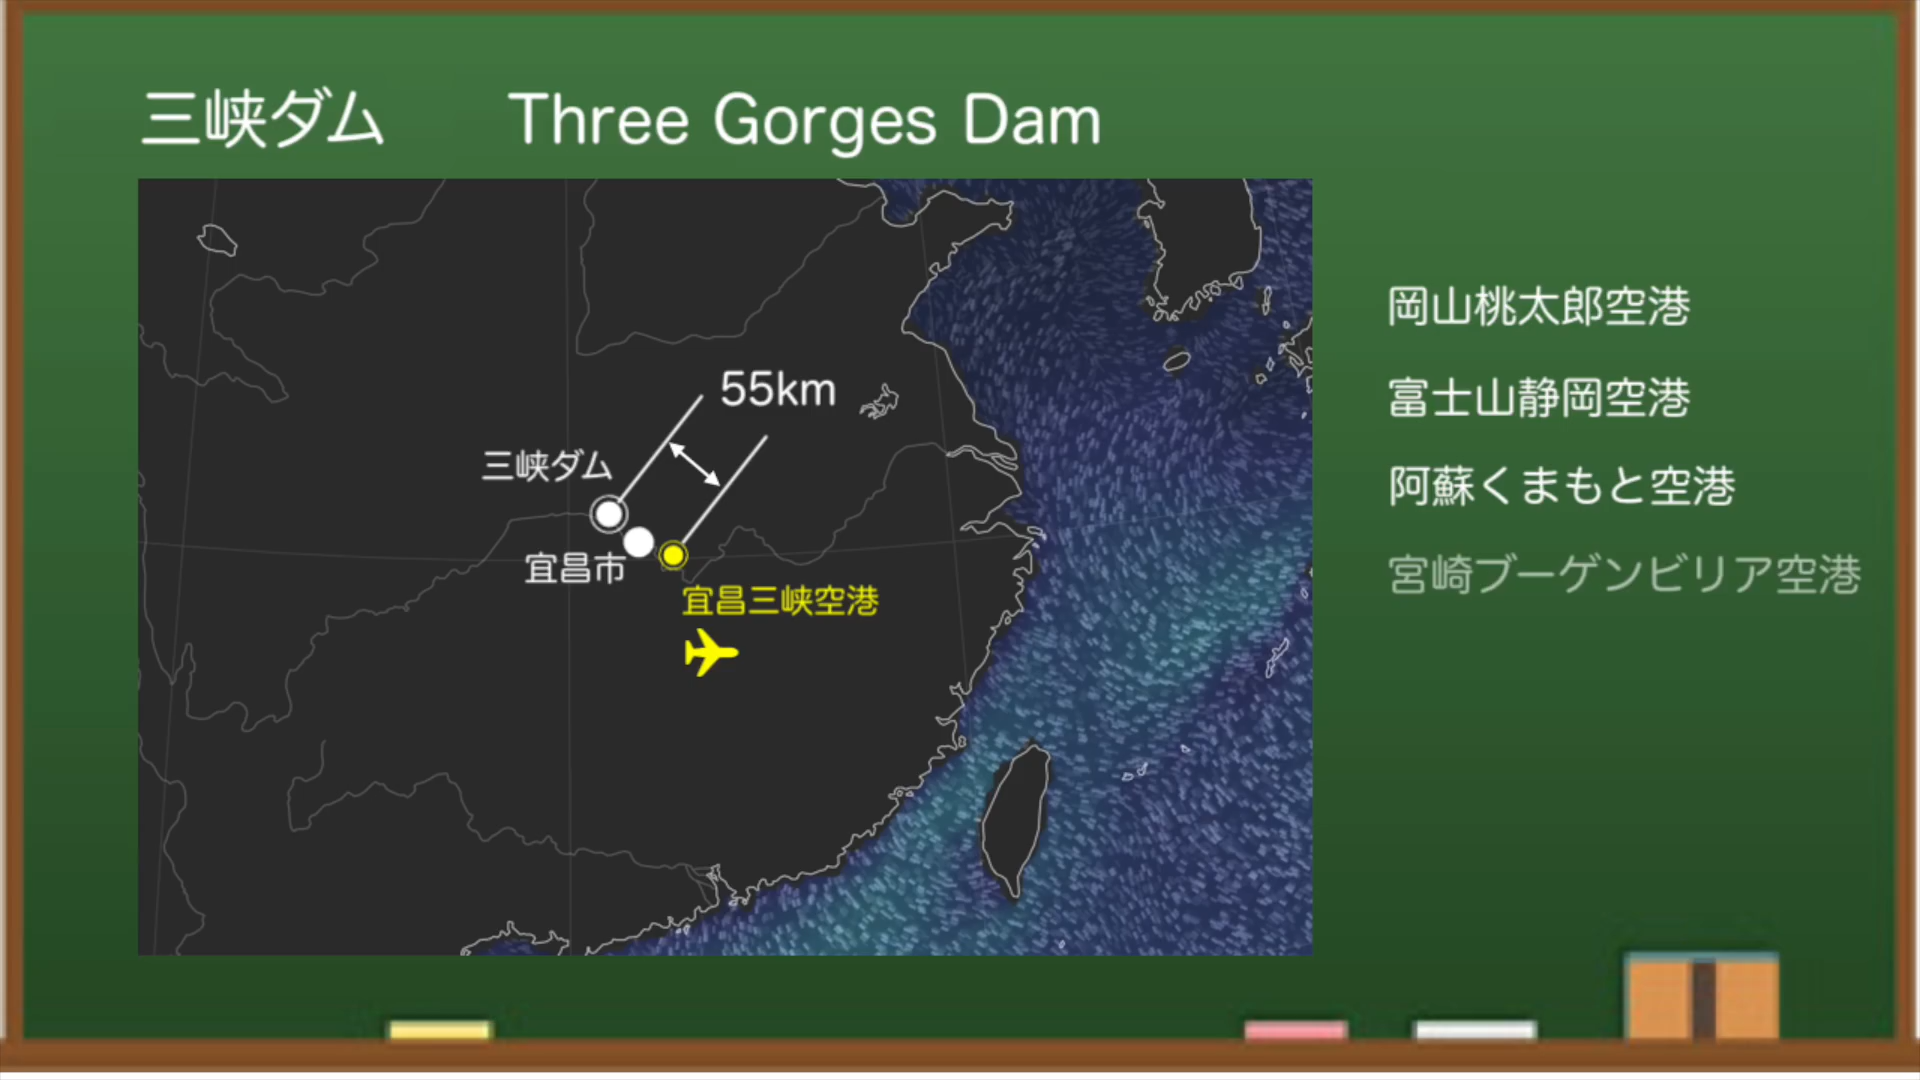 三峡ダム Three Gorges Dam
55km
三峡ダム
宜昌市
宜昌三峡空港
岡山桃太郎空港
富士山静岡空港
阿蘇くまもと空港
宮崎ブーゲンビリア空港